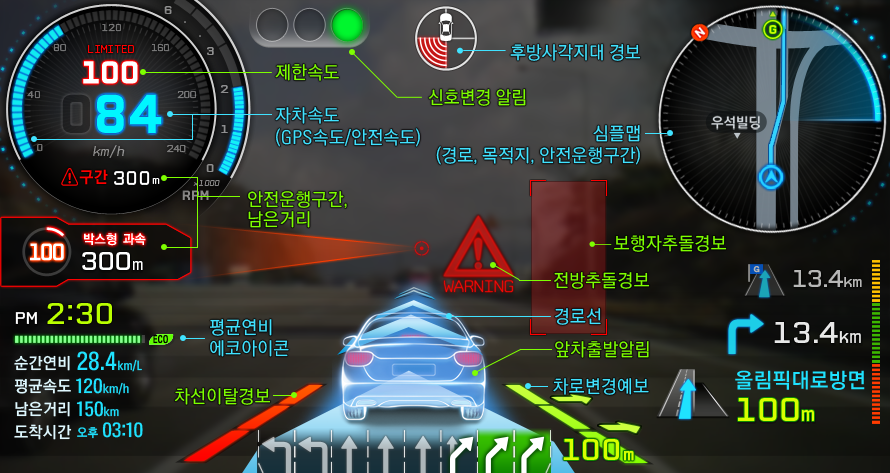 LIMITED
100
84
0
km/h
40
80
120
160
200
240
0
1
2
3
6
x1000
RPM
구간 300m
100
박스형 과속
300m
PM 2:30
ECO
순간연비 28.4km/L
평균속도 120km/h
남은거리 150km
도착시간 오후 03:10
제한속도
자차속도
(GPS속도/안전속도)
안전운행구간,
남은거리
평균연비
에코아이콘
차선이탈경보
신호변경 알림
후방사각지대 경보
심플맵
(경로, 목적지, 안전운행구간)
N
G
우석빌딩
WARNING
보행자추돌경보
전방추돌경보
경로선
앞차출발알림
차로변경예보
100m
G
13.4km
13.4km
올림픽대로방면
100m